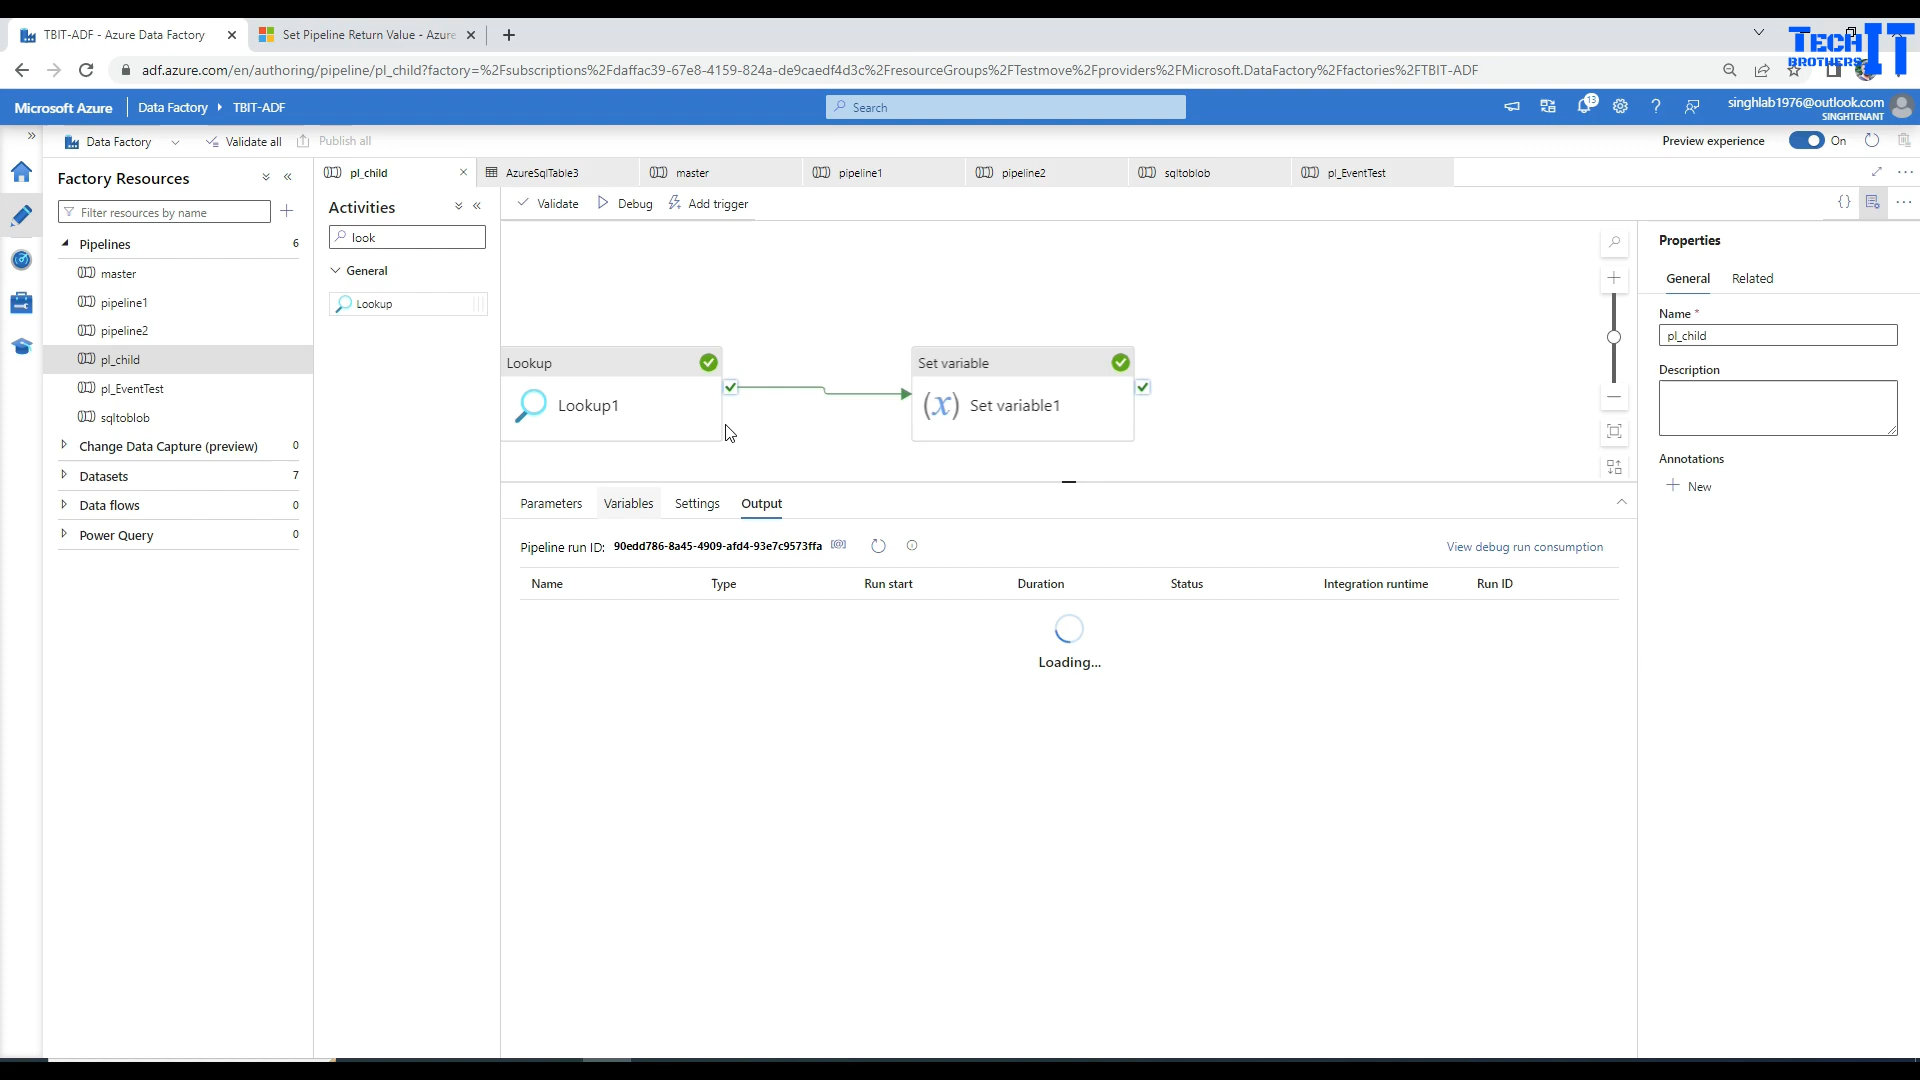 TBIT-ADF - Azure Data Factory
Set Pipeline Return Value - Azure
TECH BROTHERS IT
adf.azure.com/en/authoring/pipeline/pl_child?factory=%2Fsubscriptions%2Fdaffac39-67e8-4159-824a-de9caedf4d3c%2FresourceGroups%2FTestmove%2Fproviders%2FMicrosoft.DataFactory%2Ffactories%2FTBIT-ADF
Microsoft Azure
Data Factory
TBIT-ADF
Search
13
singhlab1976@outlook.com
SINGHTENANT
Data Factory
Validate all
Publish all
Preview experience
On
Factory Resources
Filter resources by name
Pipelines 6
master
pipeline1
pipeline2
pl_child
pl_EventTest
sqltoblob
Change Data Capture (preview) 0
Datasets 7
Data flows 0
Power Query 0
pl_child
AzureSqlTable3
master
pipeline1
pipeline2
sqltoblob
pl_EventTest
Activities
look
General
Lookup
Validate
Debug
Add trigger
Lookup
Lookup1
Set variable
(x) Set variable1
Parameters
Variables
Settings
Output
Pipeline run ID: 90edd786-8a45-4909-afd4-93e7c9573ffa
View debug run consumption
Name
Type
Run start
Duration
Status
Integration runtime
Run ID
Loading...
Properties
General
Related
Name *
pl_child
Description
Annotations
New